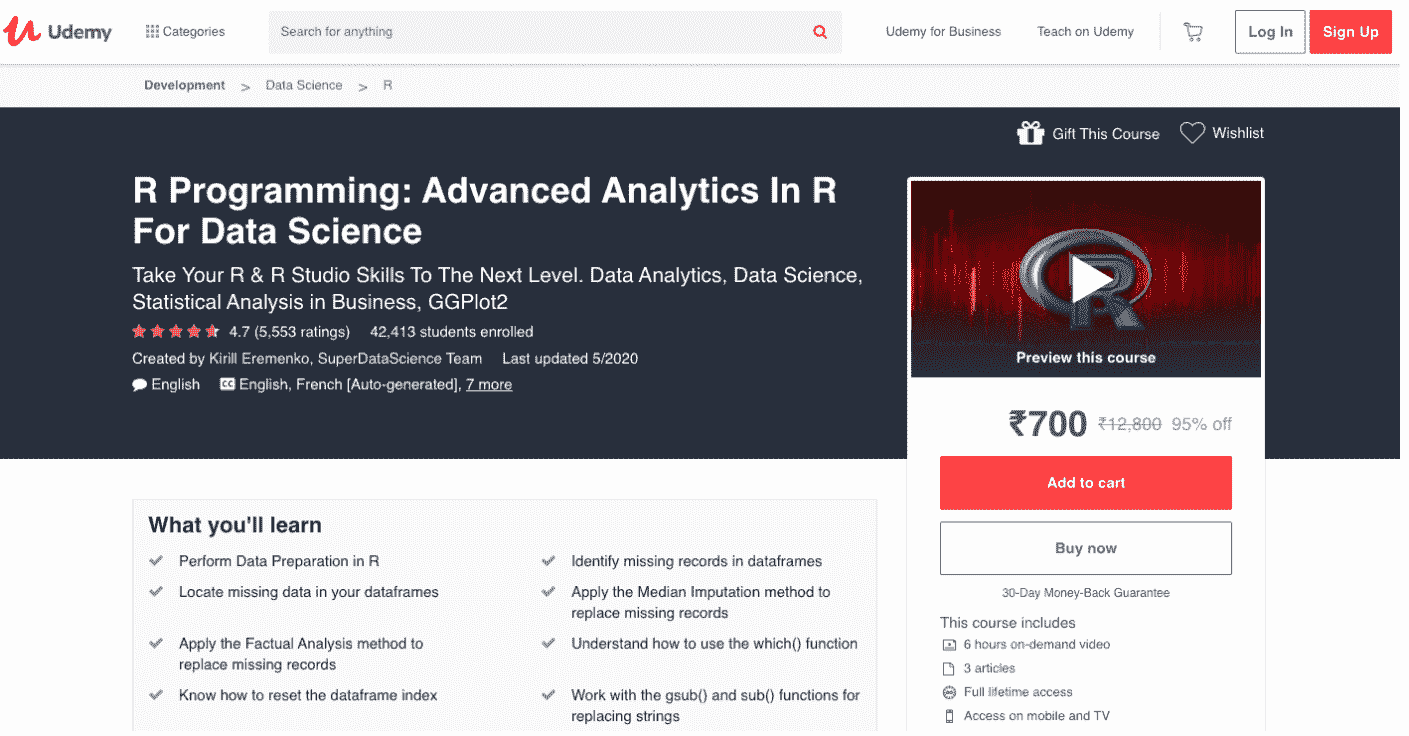 Udemy
Categories
Search for anything
Udemy for Business
Teach on Udemy
Log In
Sign Up
Development > Data Science > R
Gift This Course
Wishlist
R Programming: Advanced Analytics In R
For Data Science
Take Your R & R Studio Skills To The Next Level. Data Analytics, Data Science,
Statistical Analysis in Business, GGPlot2
4.7 (5,553 ratings) 42,413 students enrolled
Created by Kirill Eremenko, SuperDataScience Team Last updated 5/2020
English CC English, French [Auto-generated], 7 more
R
Preview this course
₹700 ₹12,800 95% off
Add to cart
Buy now
30-Day Money-Back Guarantee
This course includes
6 hours on-demand video
3 articles
Full lifetime access
Access on mobile and TV
What you'll learn
Perform Data Preparation in R
Identify missing records in dataframes
Locate missing data in your dataframes
Apply the Median Imputation method to
replace missing records
Apply the Factual Analysis method to
replace missing records
Understand how to use the which() function
Know how to reset the dataframe index
Work with the gsub() and sub() functions for
replacing strings